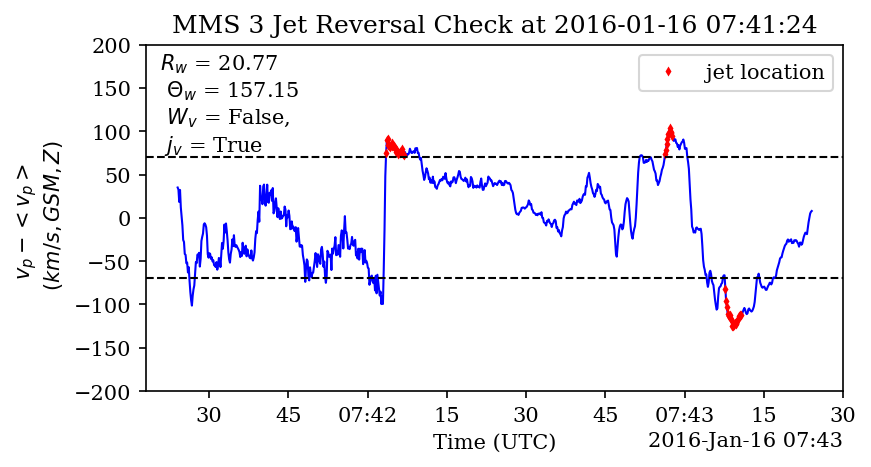 MMS 3 Jet Reversal Check at 2016-01-16 07:41:24
R_w = 20.77
Θ_w = 157.15
W_v = False,
j_v = True
jet location
v_p − <v_p>
(km/s, GSM, Z)
200
150
100
50
0
−50
−100
−150
−200
30 45 07:42 15 30 45 07:43 15 30
Time (UTC)
2016-Jan-16 07:43